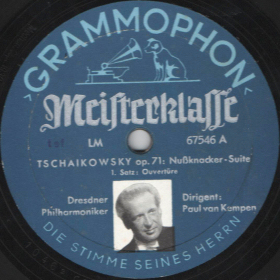 GRAMMOPHON
Meisterklasse
LM 67546 A
TSCHAIKOWSKY op. 71: Nußknacker-Suite
1. Satz: Ouvertüre
Dresdner Philharmoniker
Dirigent: Paul van Kempen
DIE STIMME SEINES HERRN